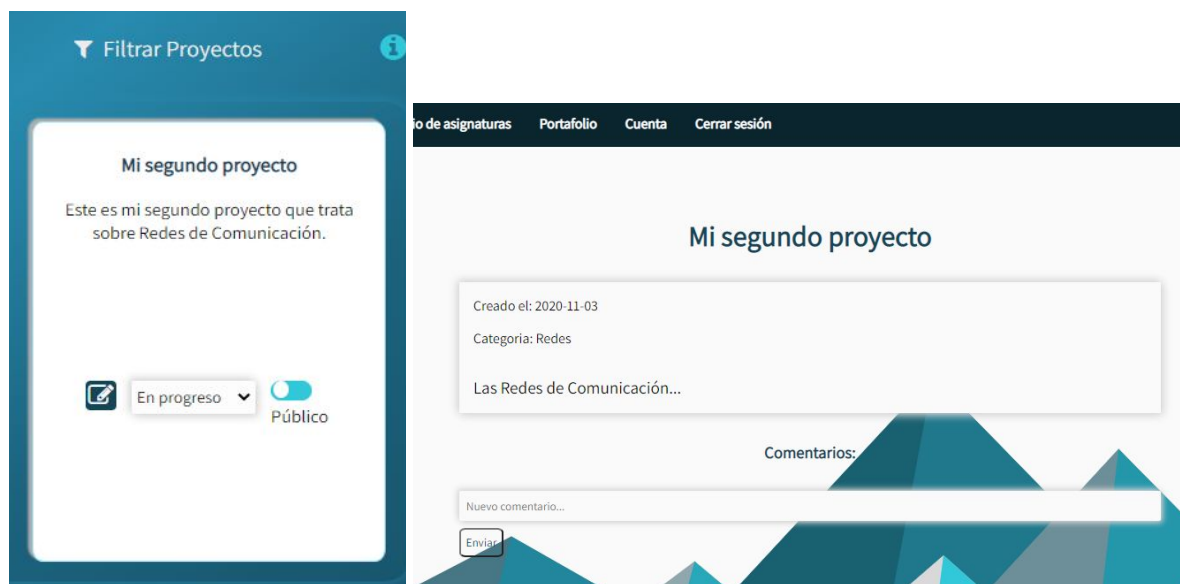 Filtrar Proyectos
Mi segundo proyecto
Este es mi segundo proyecto que trata
sobre Redes de Comunicación.
En progreso
Público
io de asignaturas Portafolio Cuenta Cerrar sesión
Mi segundo proyecto
Creado el: 2020-11-03
Categoria: Redes
Las Redes de Comunicación...
Comentarios:
Nuevo comentario...
Enviar